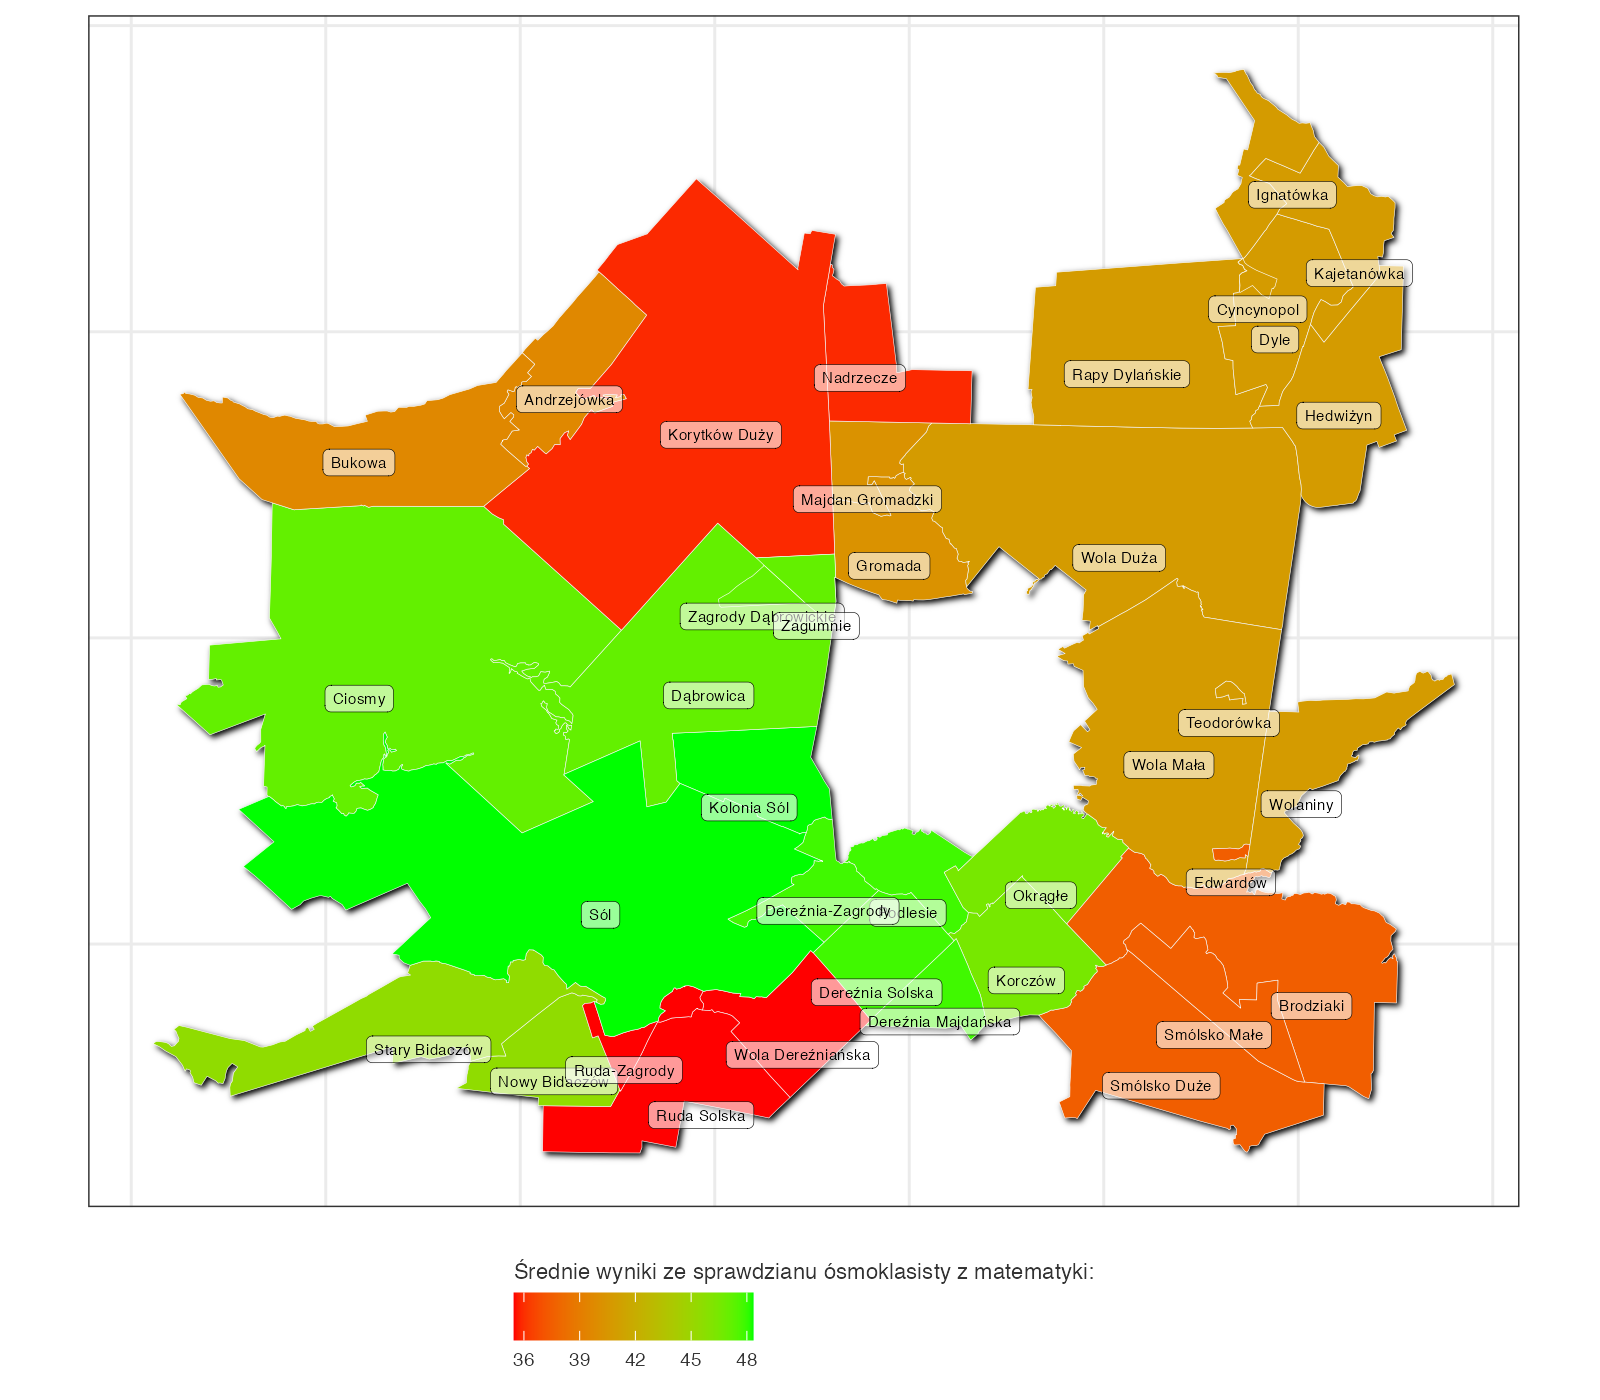 Ignatówka
Kajetanówka
Cyncynopol
Dyle
Rapy Dylańskie
Nadrzecze
Andrzejówka
Hedwiżyn
Korytków Duży
Bukowa
Majdan Gromadzki
Wola Duża
Gromada
Zagrody Dąbrowickie
Zagumnie
Dąbrowica
Ciosmy
Teodorówka
Wola Mała
Wolaniny
Kolonia Sól
Edwardów
Okrągłe
Dereźnia-Zagrody
Podlesie
Sól
Korczów
Dereźnia Solska
Brodziaki
Dereźnia Majdańska
Smólsko Małe
Stary Bidaczów
Wola Dereźniańska
Ruda-Zagrody
Nowy Bidaczów
Smólsko Duże
Ruda Solska
Średnie wyniki ze sprawdzianu ósmoklasisty z matematyki:
36 39 42 45 48